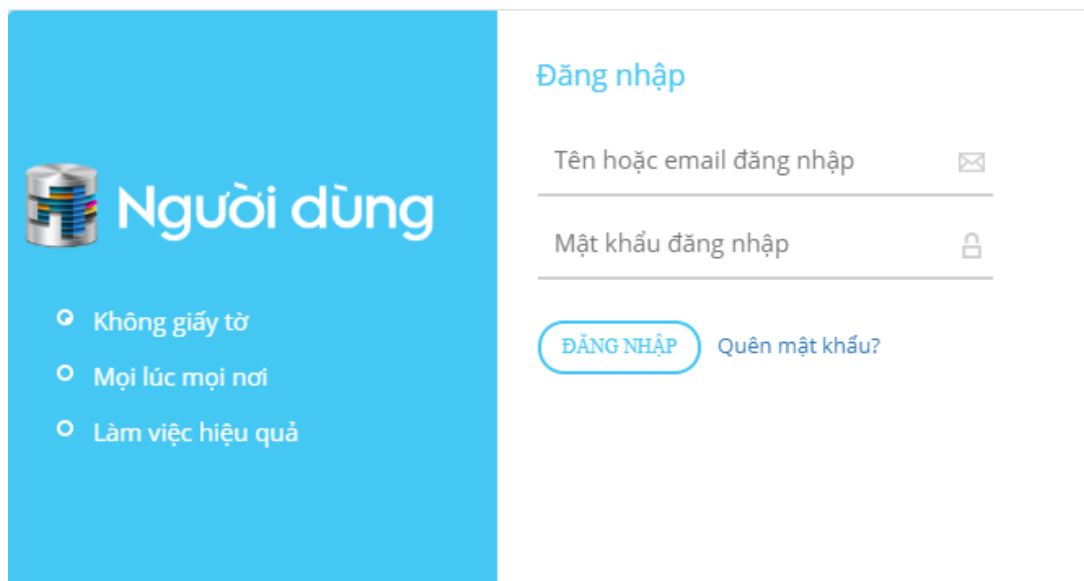 Người dùng
Không giấy tờ
Mọi lúc mọi nơi
Làm việc hiệu quả
Đăng nhập
Tên hoặc email đăng nhập
Mật khẩu đăng nhập
ĐĂNG NHẬP Quên mật khẩu?